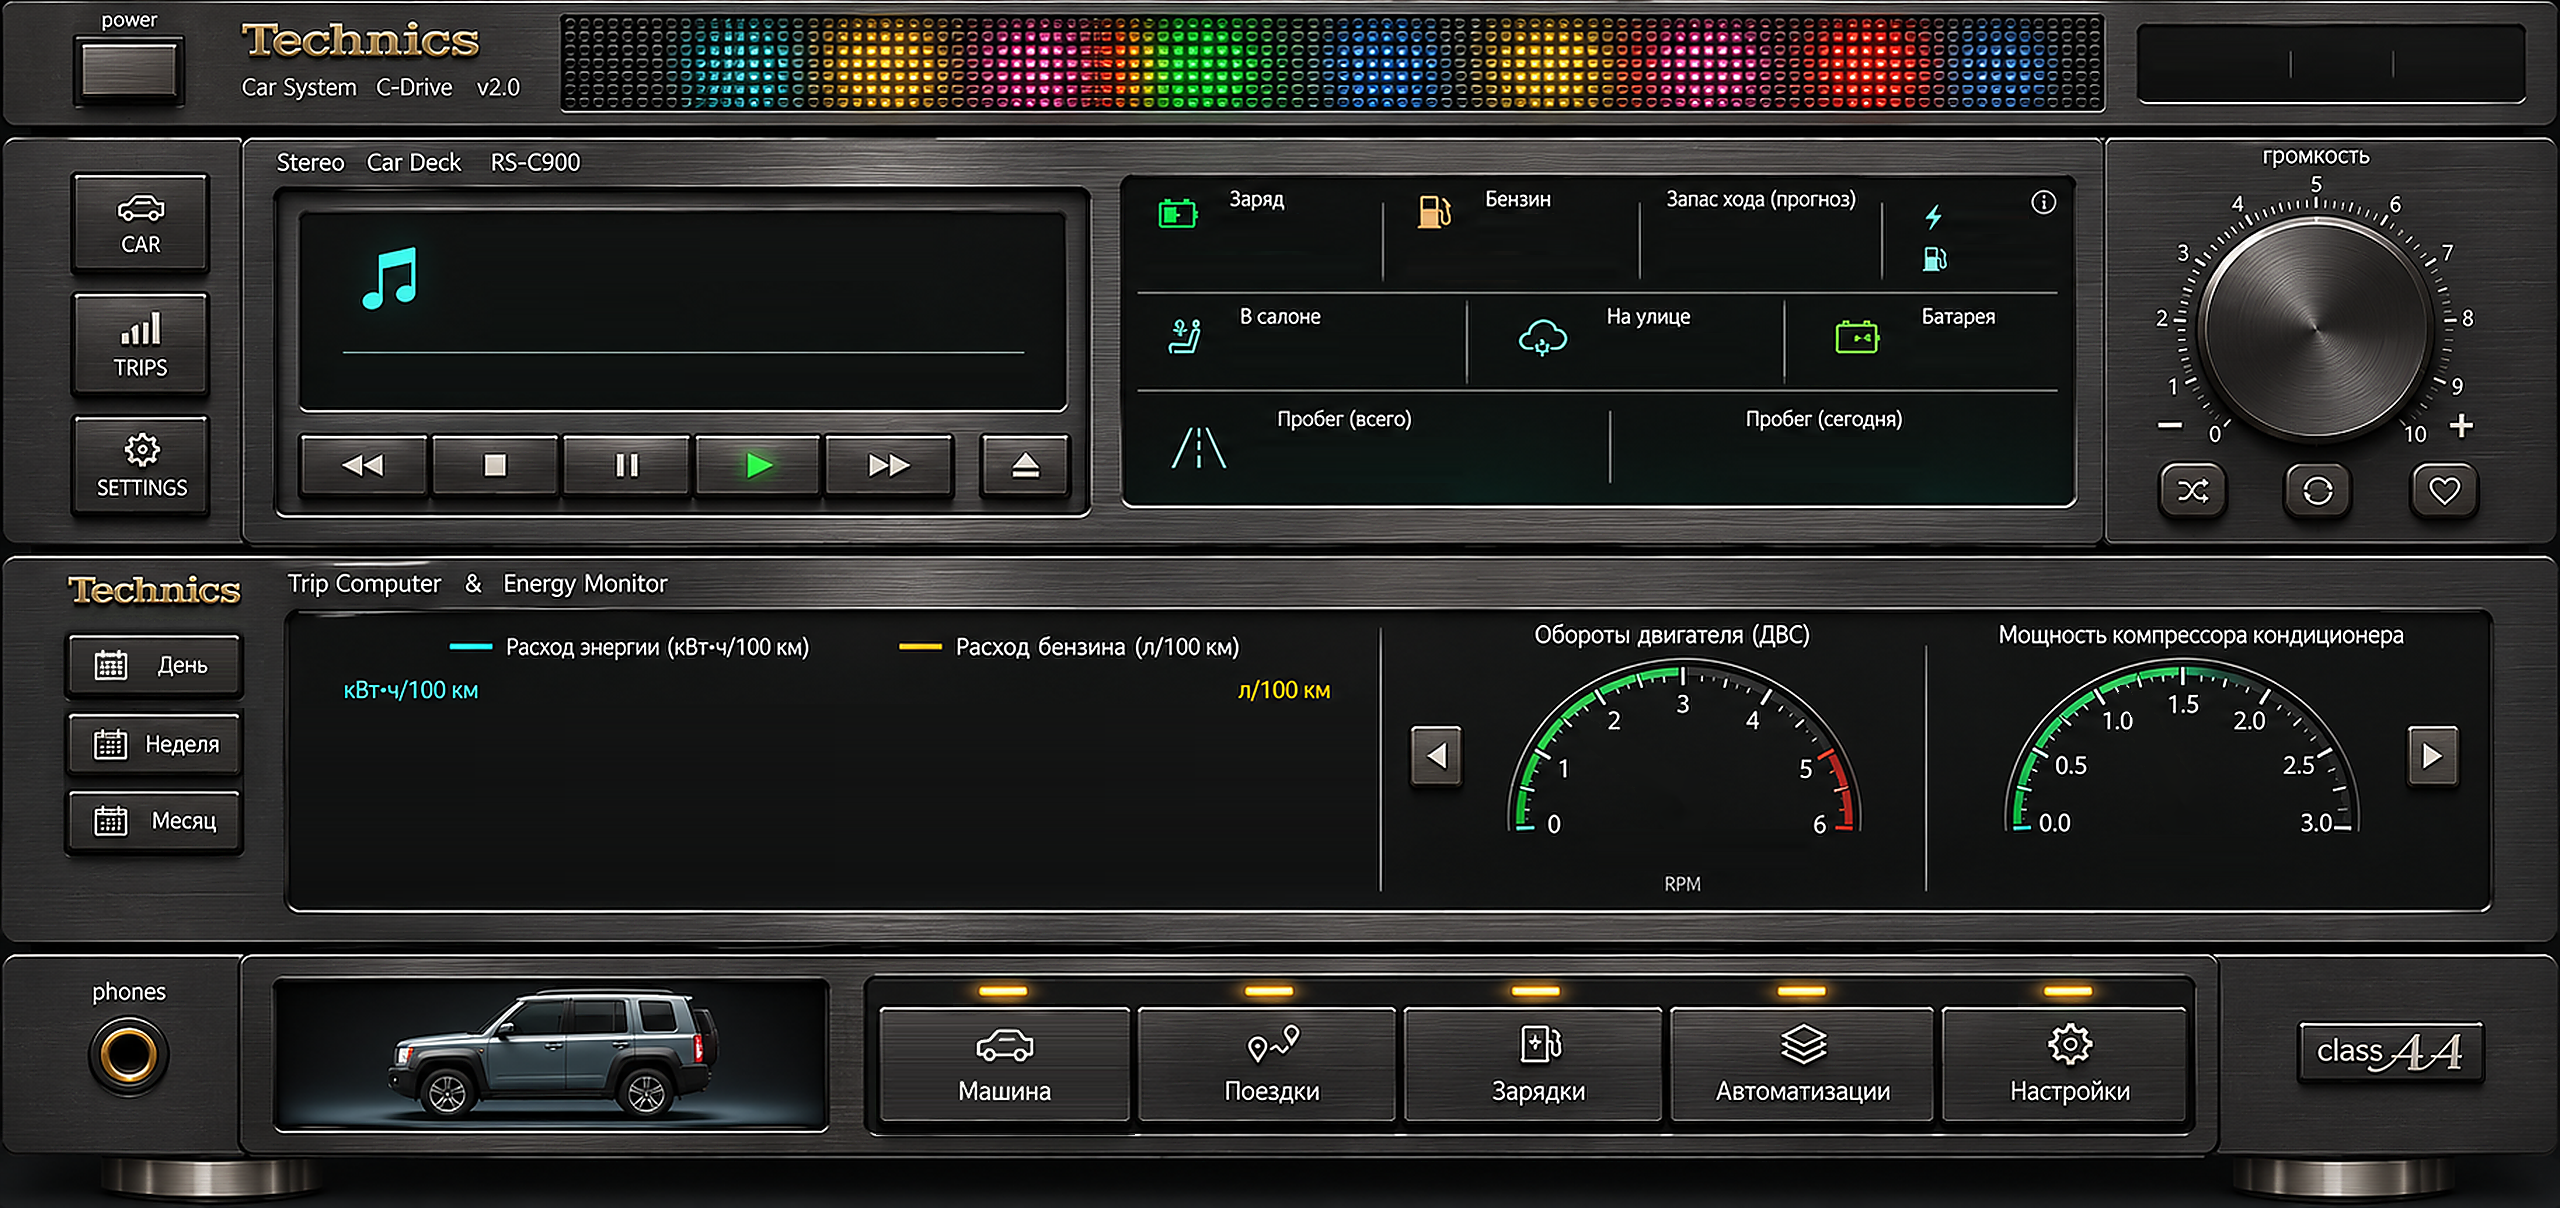 power
Technics
Car System C-Drive v2.0
Stereo Car Deck RS-C900
CAR
TRIPS
SETTINGS
Заряд
Бензин
Запас хода (прогноз)
В салоне
На улице
Батарея
Пробег (всего)
Пробег (сегодня)
громкость
0
1
2
3
4
5
6
7
8
9
10
Technics
Trip Computer & Energy Monitor
День
Неделя
Месяц
Расход энергии (кВт•ч/100 км)
Расход бензина (л/100 км)
кВт•ч/100 км
л/100 км
Обороты двигателя (ДВС)
0
1
2
3
4
5
6
RPM
Мощность компрессора кондиционера
0.0
0.5
1.0
1.5
2.0
2.5
3.0
phones
Машина
Поездки
Зарядки
Автоматизации
Настройки
class AA